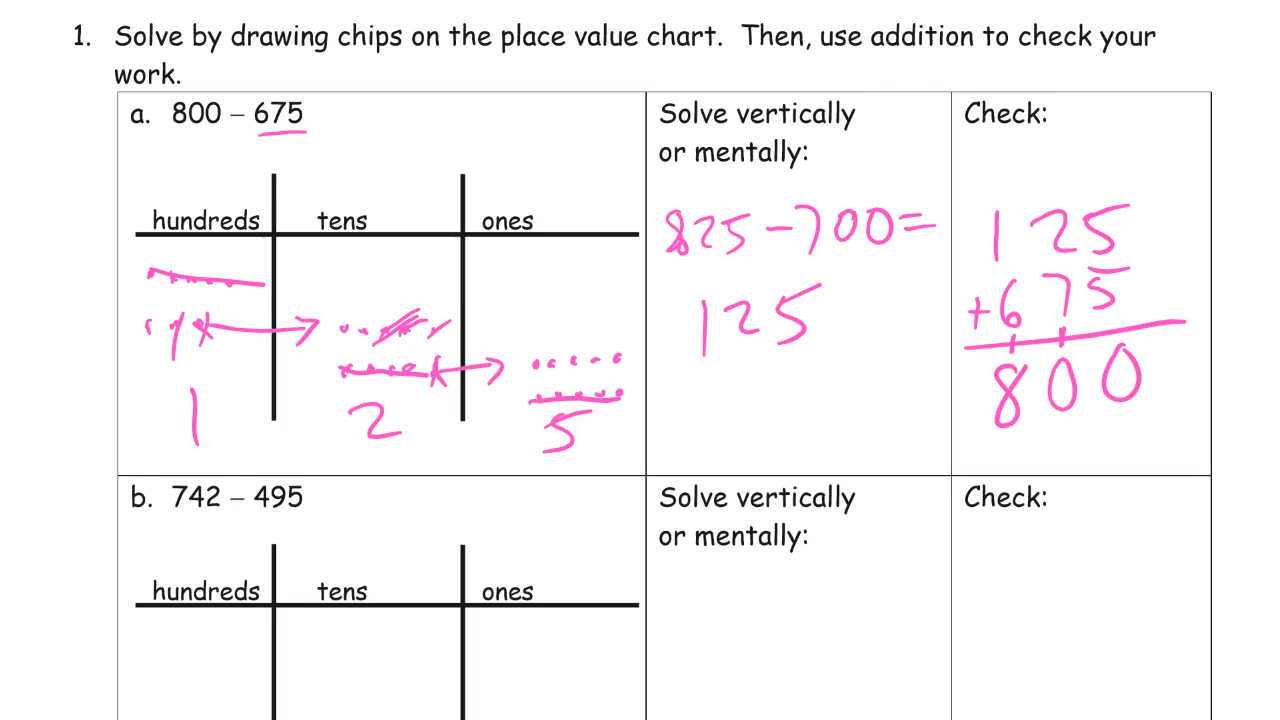 1. Solve by drawing chips on the place value chart. Then, use addition to check your
work.
a. 800 – 675
hundreds tens ones
1 2 5
Solve vertically
or mentally:
825-700=
125
Check:
125
+675
800
b. 742 – 495
hundreds tens ones
Solve vertically
or mentally:
Check: